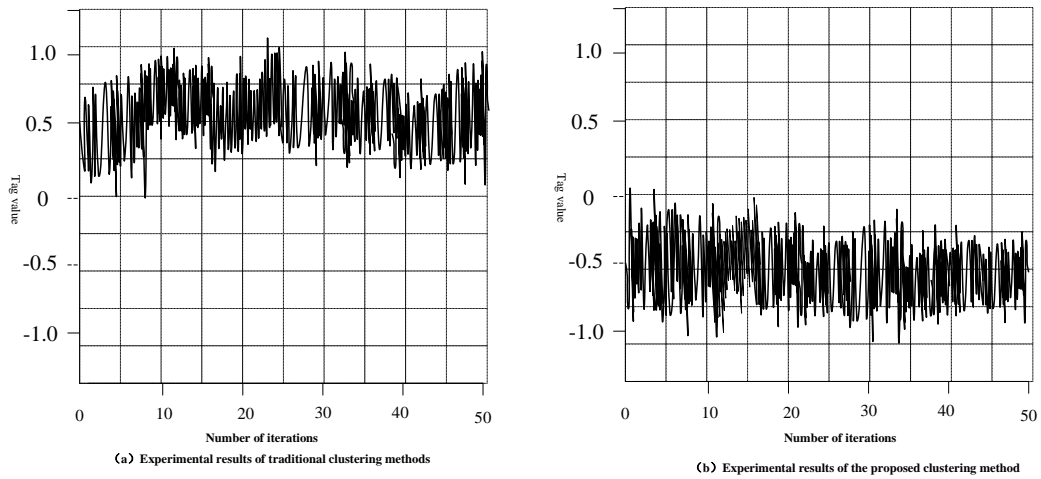 1.0
0.5
0
-0.5
-1.0
Tag value
0 10 20 30 40 50
Number of iterations
（a）Experimental results of traditional clustering methods
1.0
0.5
0
-0.5
-1.0
Tag value
0 10 20 30 40 50
Number of iterations
（b）Experimental results of the proposed clustering method